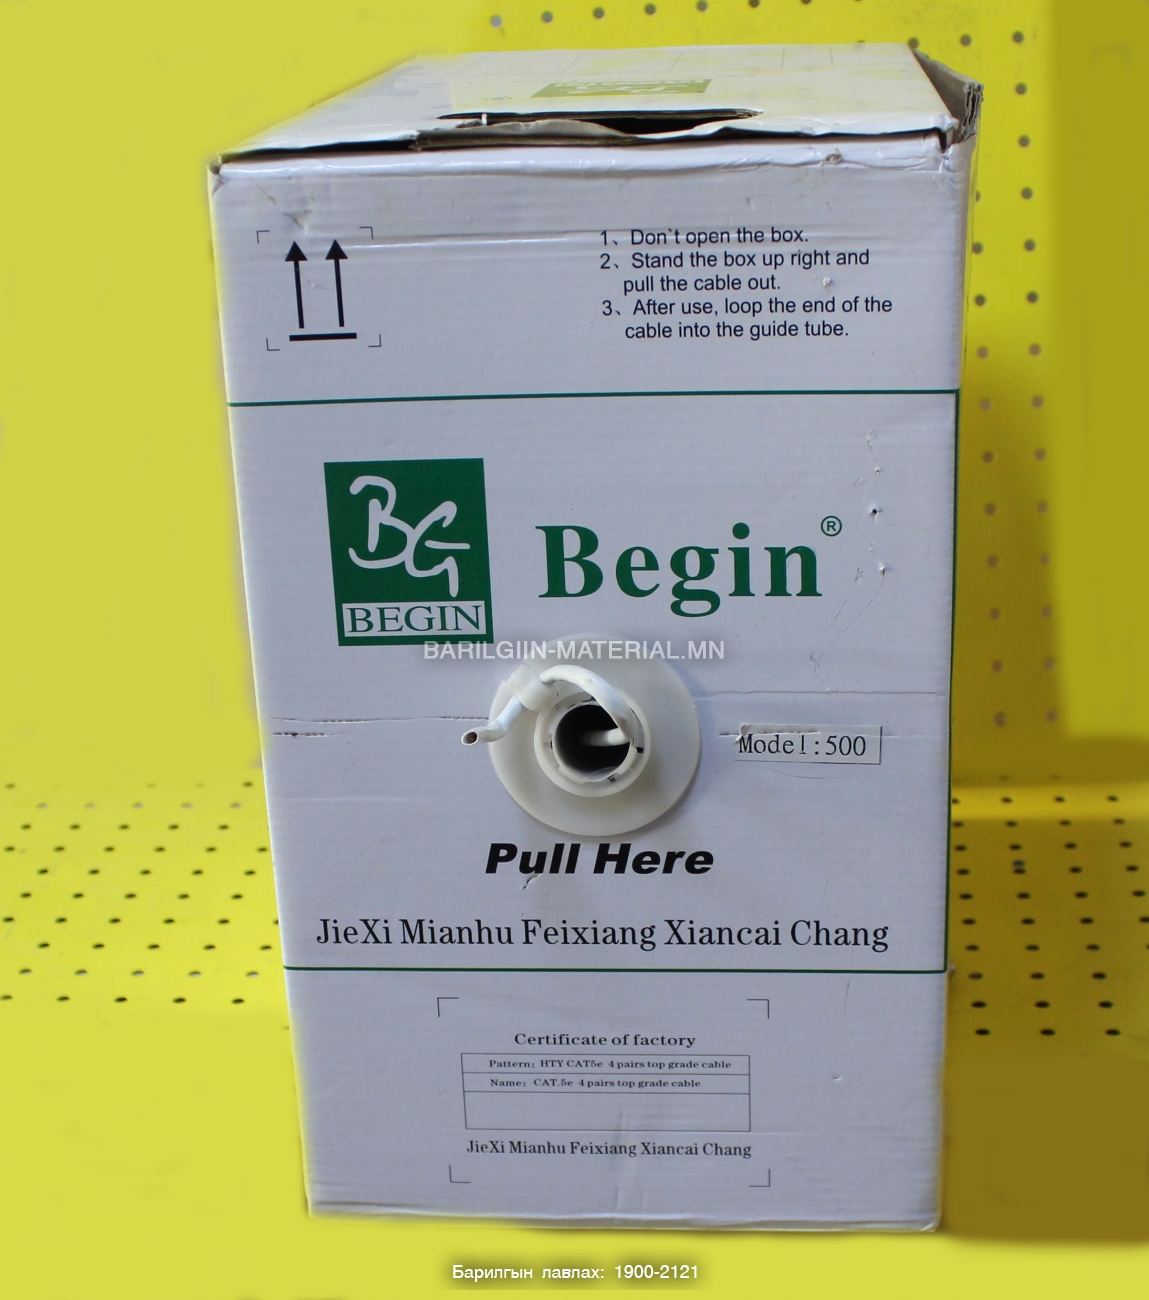 1、Don`t open the box.
2、Stand the box up right and
pull the cable out.
3、After use, loop the end of the
cable into the guide tube.
BG
BEGIN
Begin®
BARILGIIN-MATERIAL.MN
Model:500
Pull Here
JieXi Mianhu Feixiang Xiancai Chang
Certificate of factory
Pattern: HTY CAT5e 4 pairs top grade cable
Name: CAT.5e 4 pairs top grade cable
JieXi Mianhu Feixiang Xiancai Chang
Барилгын лавлах: 1900-2121